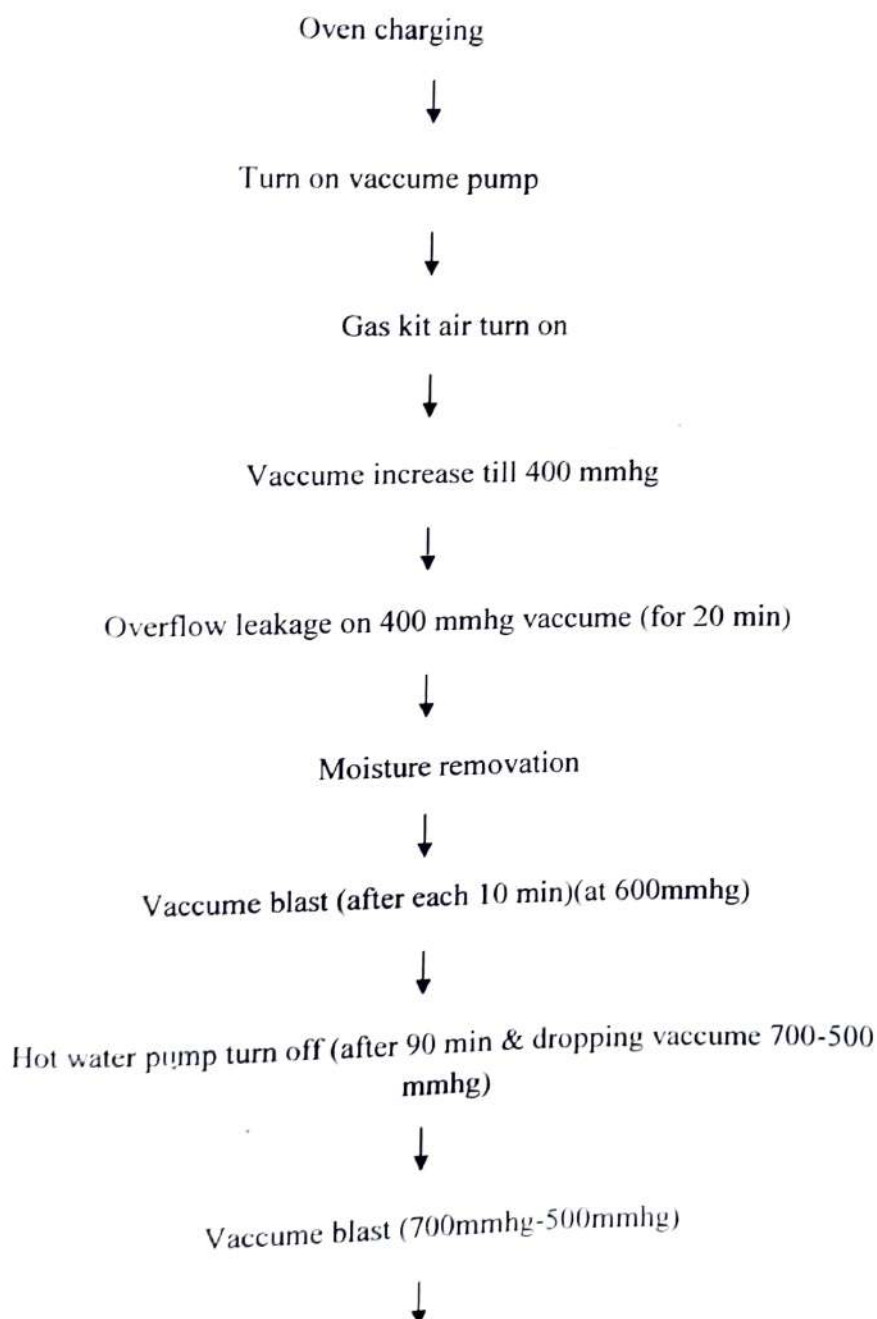 Oven charging
Turn on vaccume pump
Gas kit air turn on
Vaccume increase till 400 mmhg
Overflow leakage on 400 mmhg vaccume (for 20 min)
Moisture removation
Vaccume blast (after each 10 min)(at 600mmhg)
Hot water pump turn off (after 90 min & dropping vaccume 700-500
mmhg)
Vaccume blast (700mmhg-500mmhg)